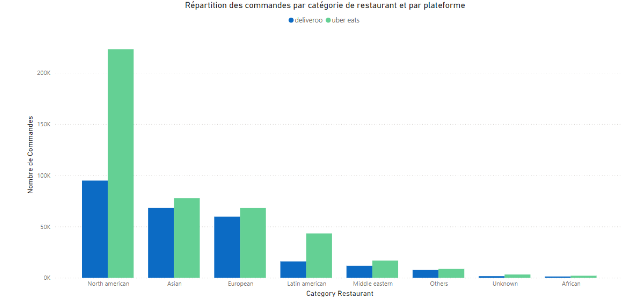 Répartition des commandes par catégorie de restaurant et par plateforme
deliveroo uber eats
Nombre de Commandes
200K
150K
100K
50K
0K
North american Asian European Latin american Middle eastern Others Unknown African
Category Restaurant